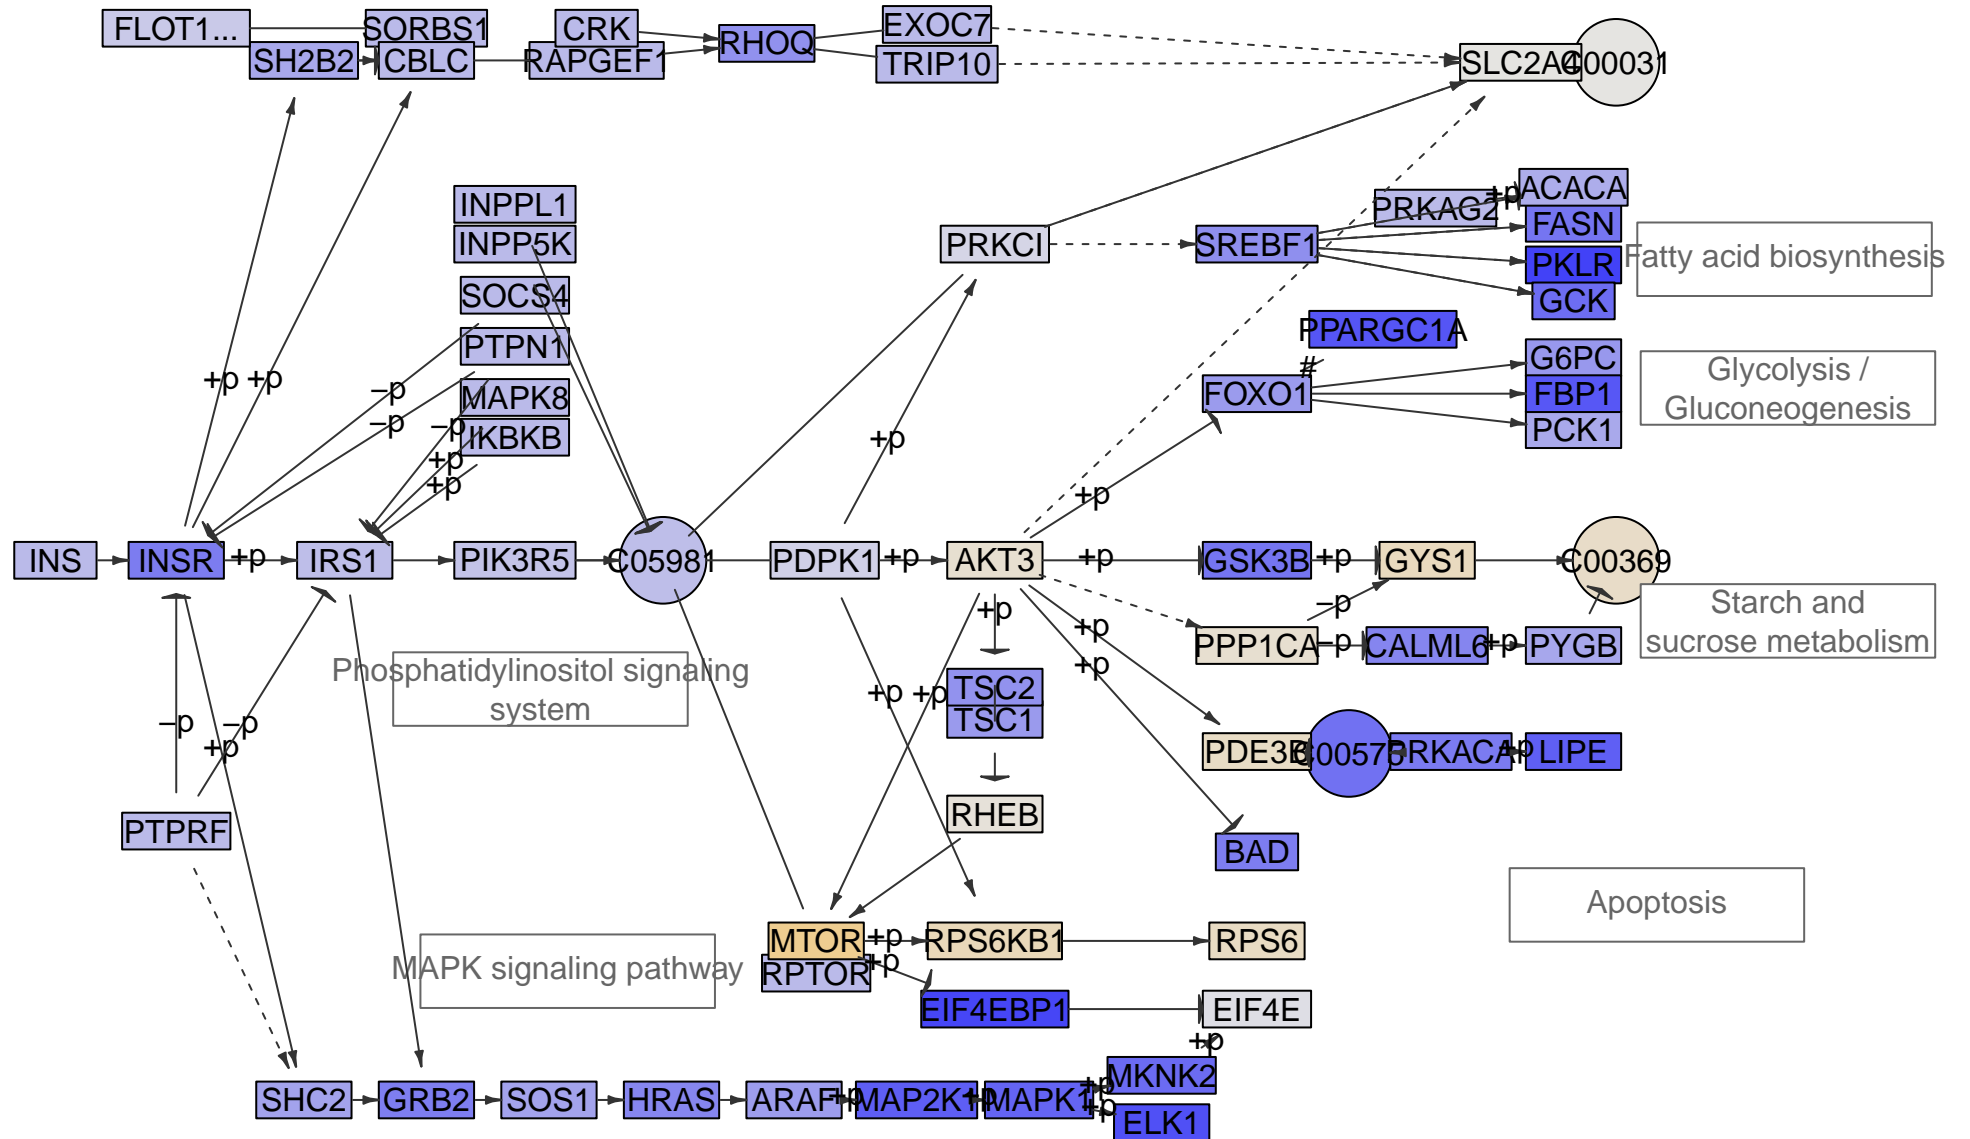 FLOT1...
SORBS1
CRK
EXOC7
SH2B2
CBLC
RAPGEF1
RHOQ
TRIP10
SLC2A4
C00031
INPPL1
INPP5K
SOCS4
PTPN1
MAPK8
IKBKB
PRKCI
SREBF1
PRKAG2
+p
ACACA
FASN
PKLR
GCK
Fatty acid biosynthesis
PPARGC1A
#
FOXO1
G6PC
FBP1
PCK1
Glycolysis /
Gluconeogenesis
+p
+p
–p
–p
–p
+p
+p
+p
+p
INS
INSR
+p
IRS1
PIK3R5
C05981
PDPK1
+p
AKT3
+p
GSK3B
+p
GYS1
C00369
–p
+p
+p
+p
PPP1CA
–p
CALML6
+p
PYGB
Starch and
sucrose metabolism
Phosphatidylinositol signaling
system
–p
+p
–p
+p
+p
TSC2
TSC1
PDE3B
PRKACA
+p
LIPE
PTPRF
RHEB
BAD
Apoptosis
MAPK signaling pathway
MTOR
RPTOR
+p
+p
RPS6KB1
RPS6
EIF4EBP1
EIF4E
+p
SHC2
GRB2
SOS1
HRAS
ARAF
+p
MAP2K1
+p
MAPK1
+p
+p
MKNK2
ELK1